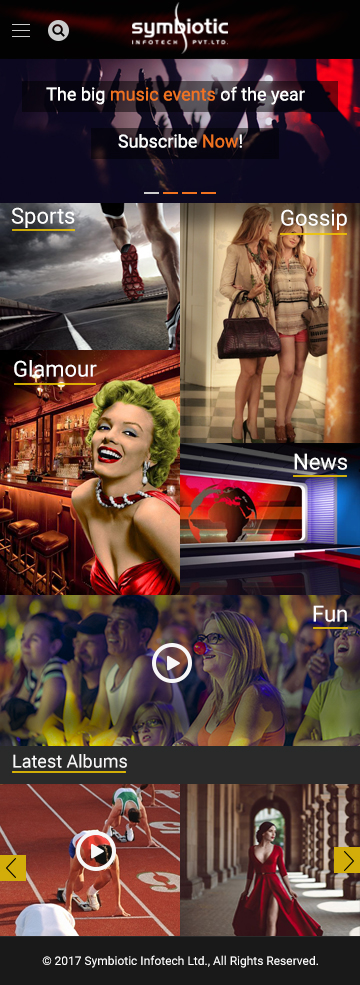 symbiotic
INFOTECH PVT.LTD.
The big music events of the year
Subscribe Now!
Sports
Gossip
Glamour
News
Fun
Latest Albums
© 2017 Symbiotic Infotech Ltd., All Rights Reserved.